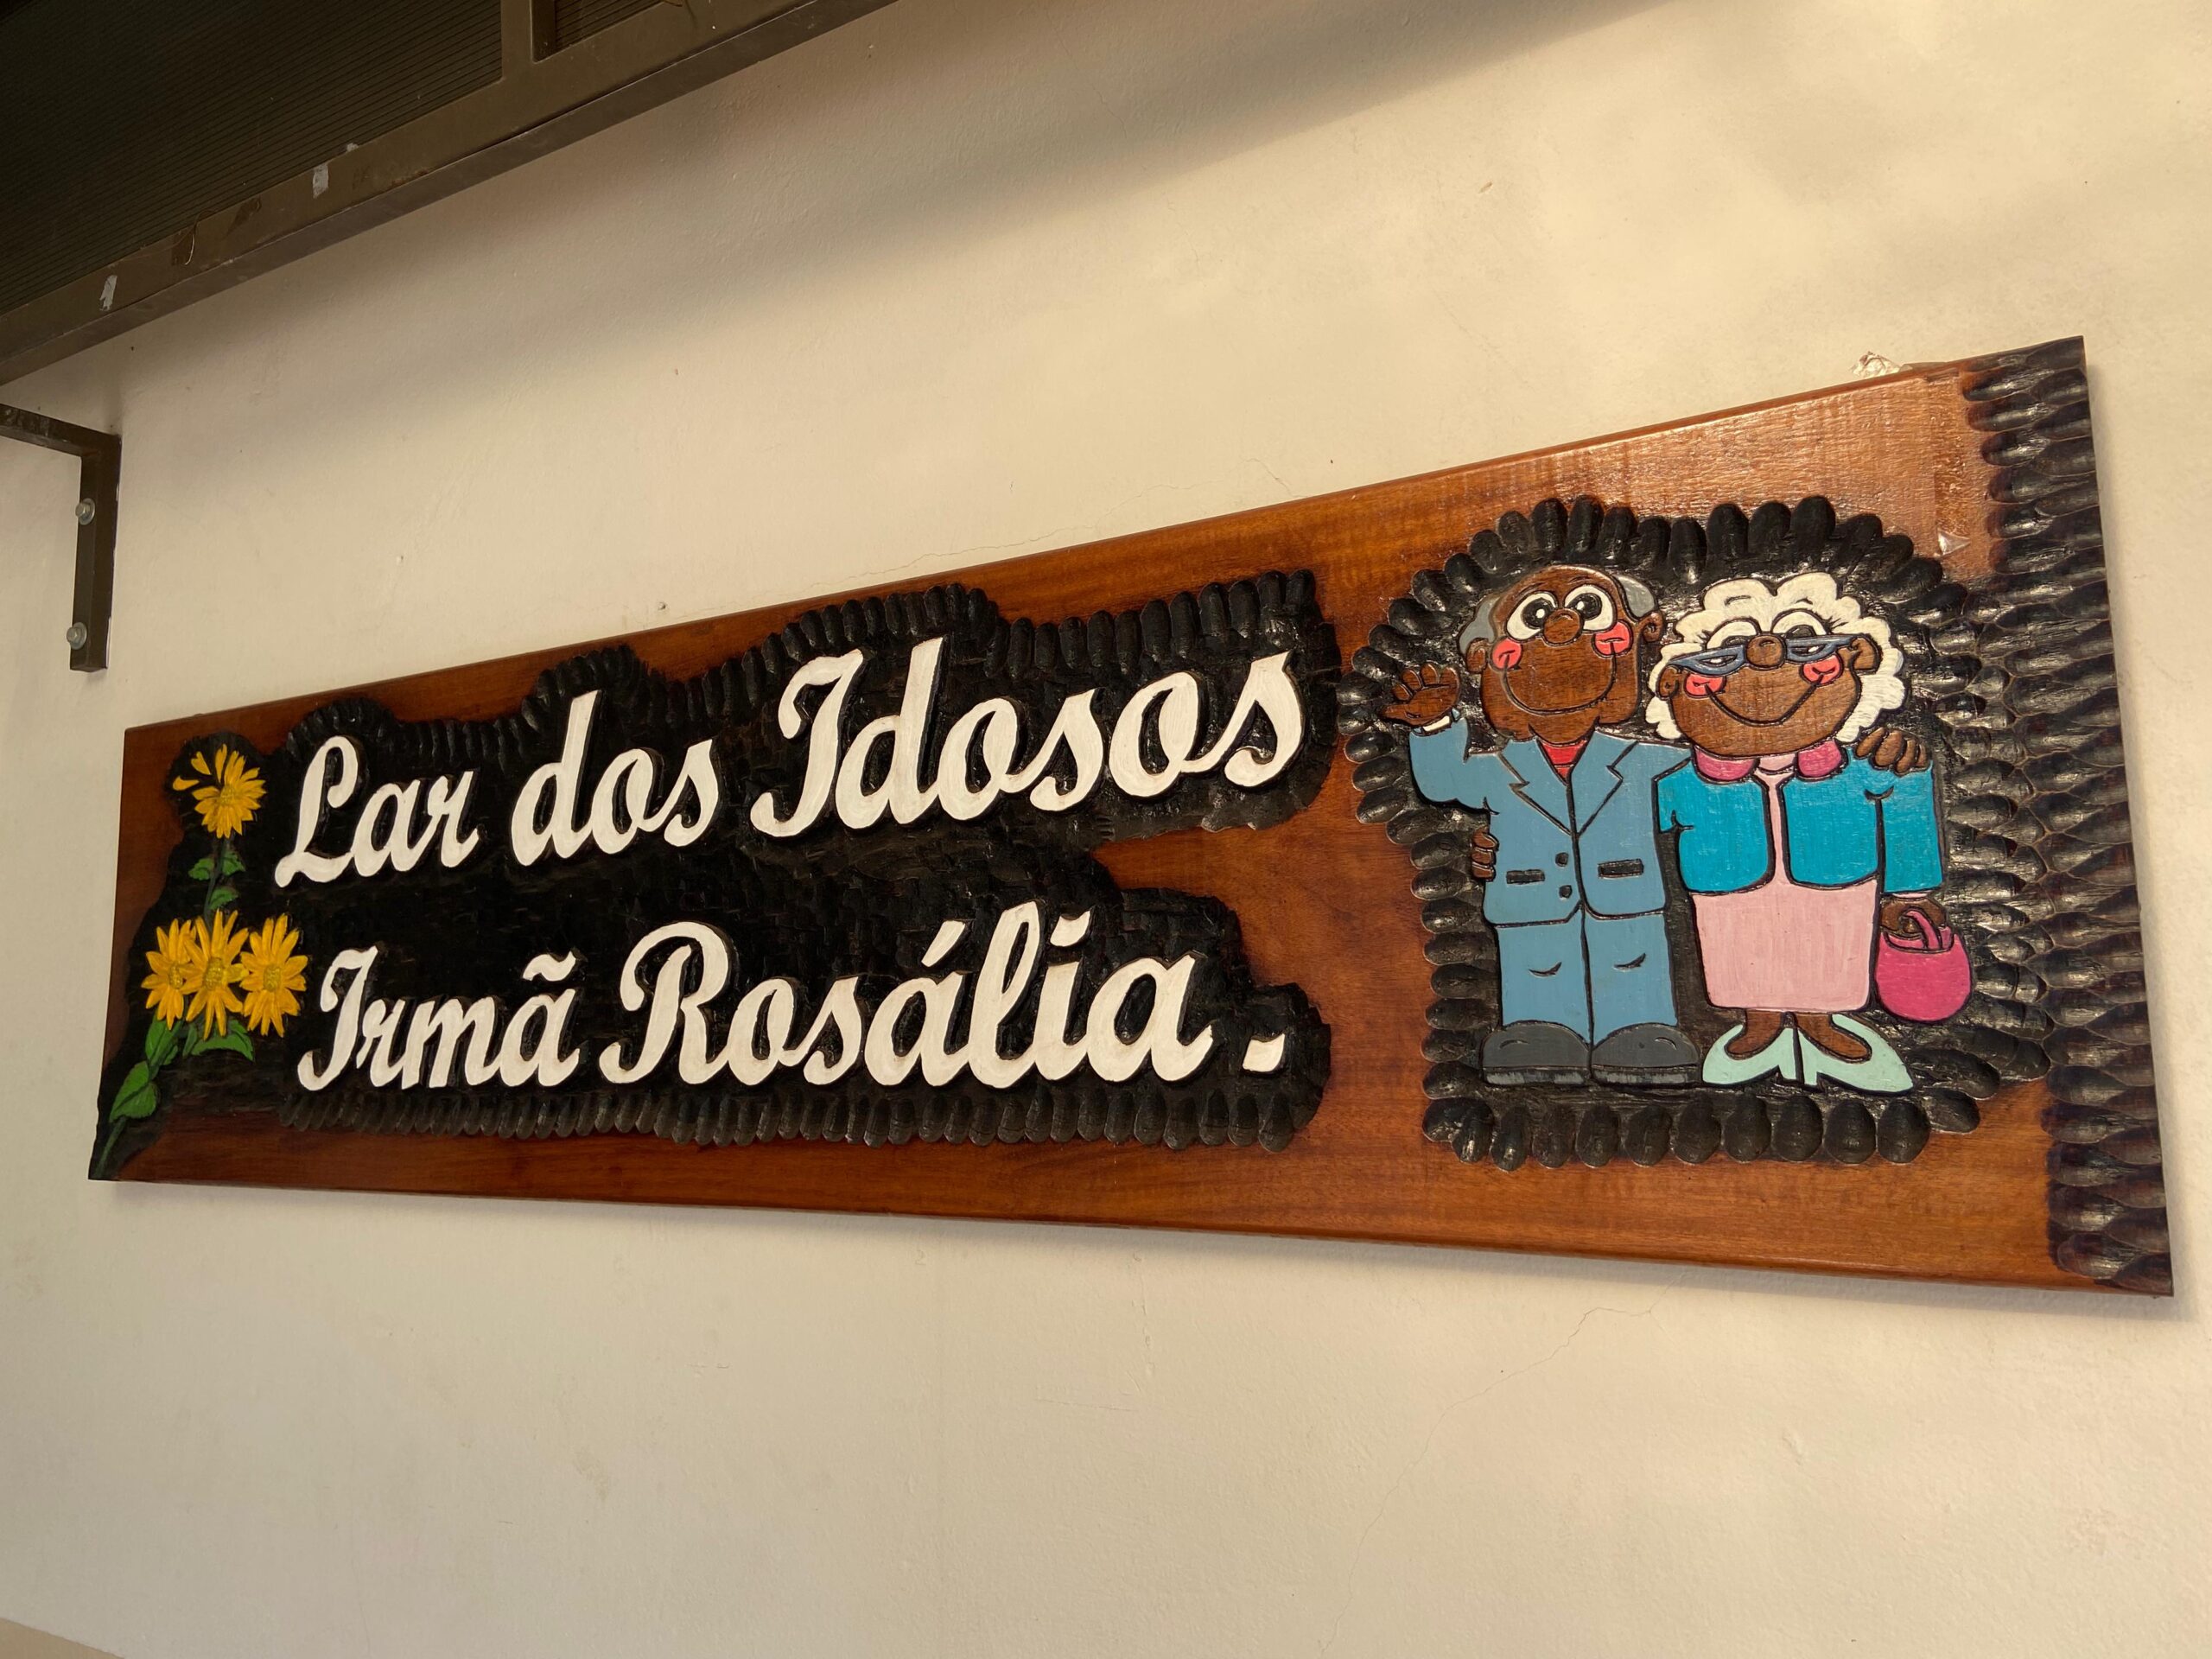 Lar dos Idosos
Irmã Rosália.